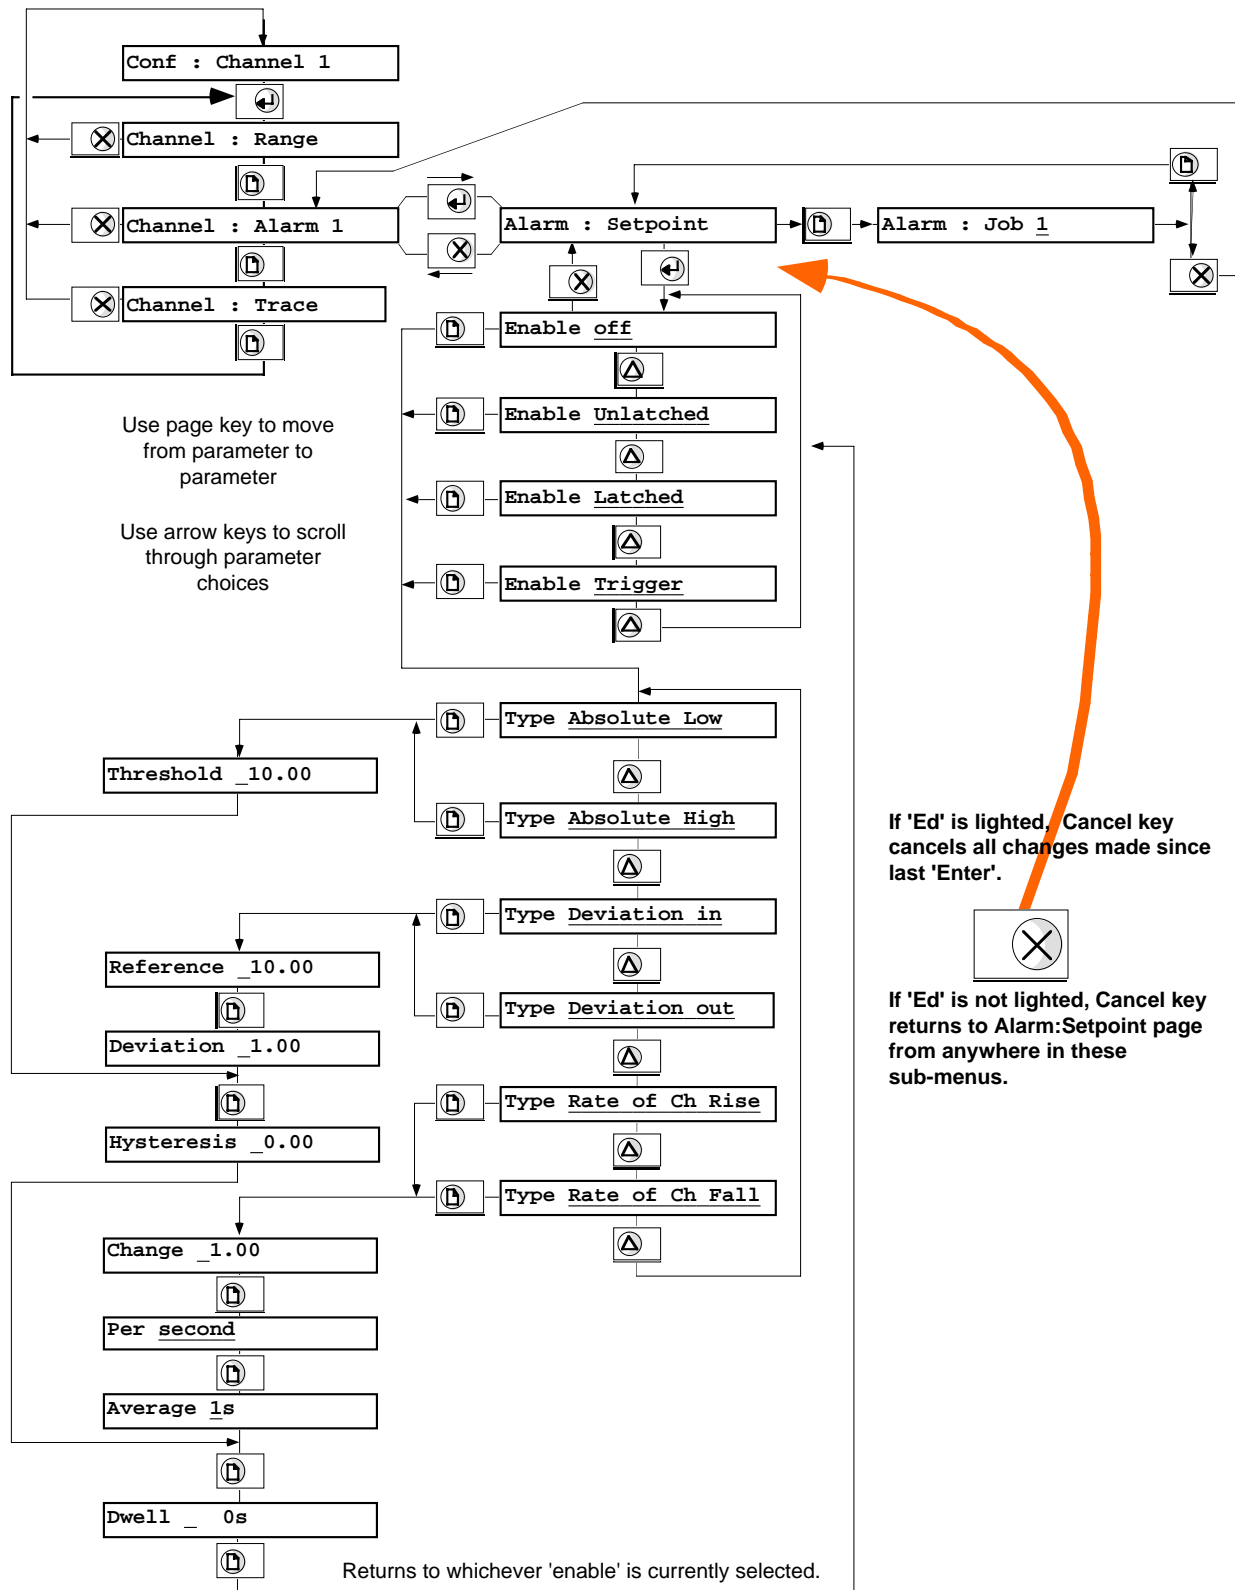 Conf : Channel 1
Channel : Range
Channel : Alarm 1
Alarm : Setpoint
Alarm : Job 1
Channel : Trace
Enable off
Enable Unlatched
Enable Latched
Enable Trigger
Use page key to move
from parameter to
parameter
Use arrow keys to scroll
through parameter
choices
Type Absolute Low
Threshold _10.00
Type Absolute High
Type Deviation in
Reference _10.00
Type Deviation out
Deviation _1.00
Type Rate of Ch Rise
Hysteresis _0.00
Type Rate of Ch Fall
Change _1.00
Per second
Average 1s
Dwell _ 0s
If 'Ed' is lighted, Cancel key
cancels all changes made since
last 'Enter'.
If 'Ed' is not lighted, Cancel key
returns to Alarm:Setpoint page
from anywhere in these
sub-menus.
Returns to whichever 'enable' is currently selected.